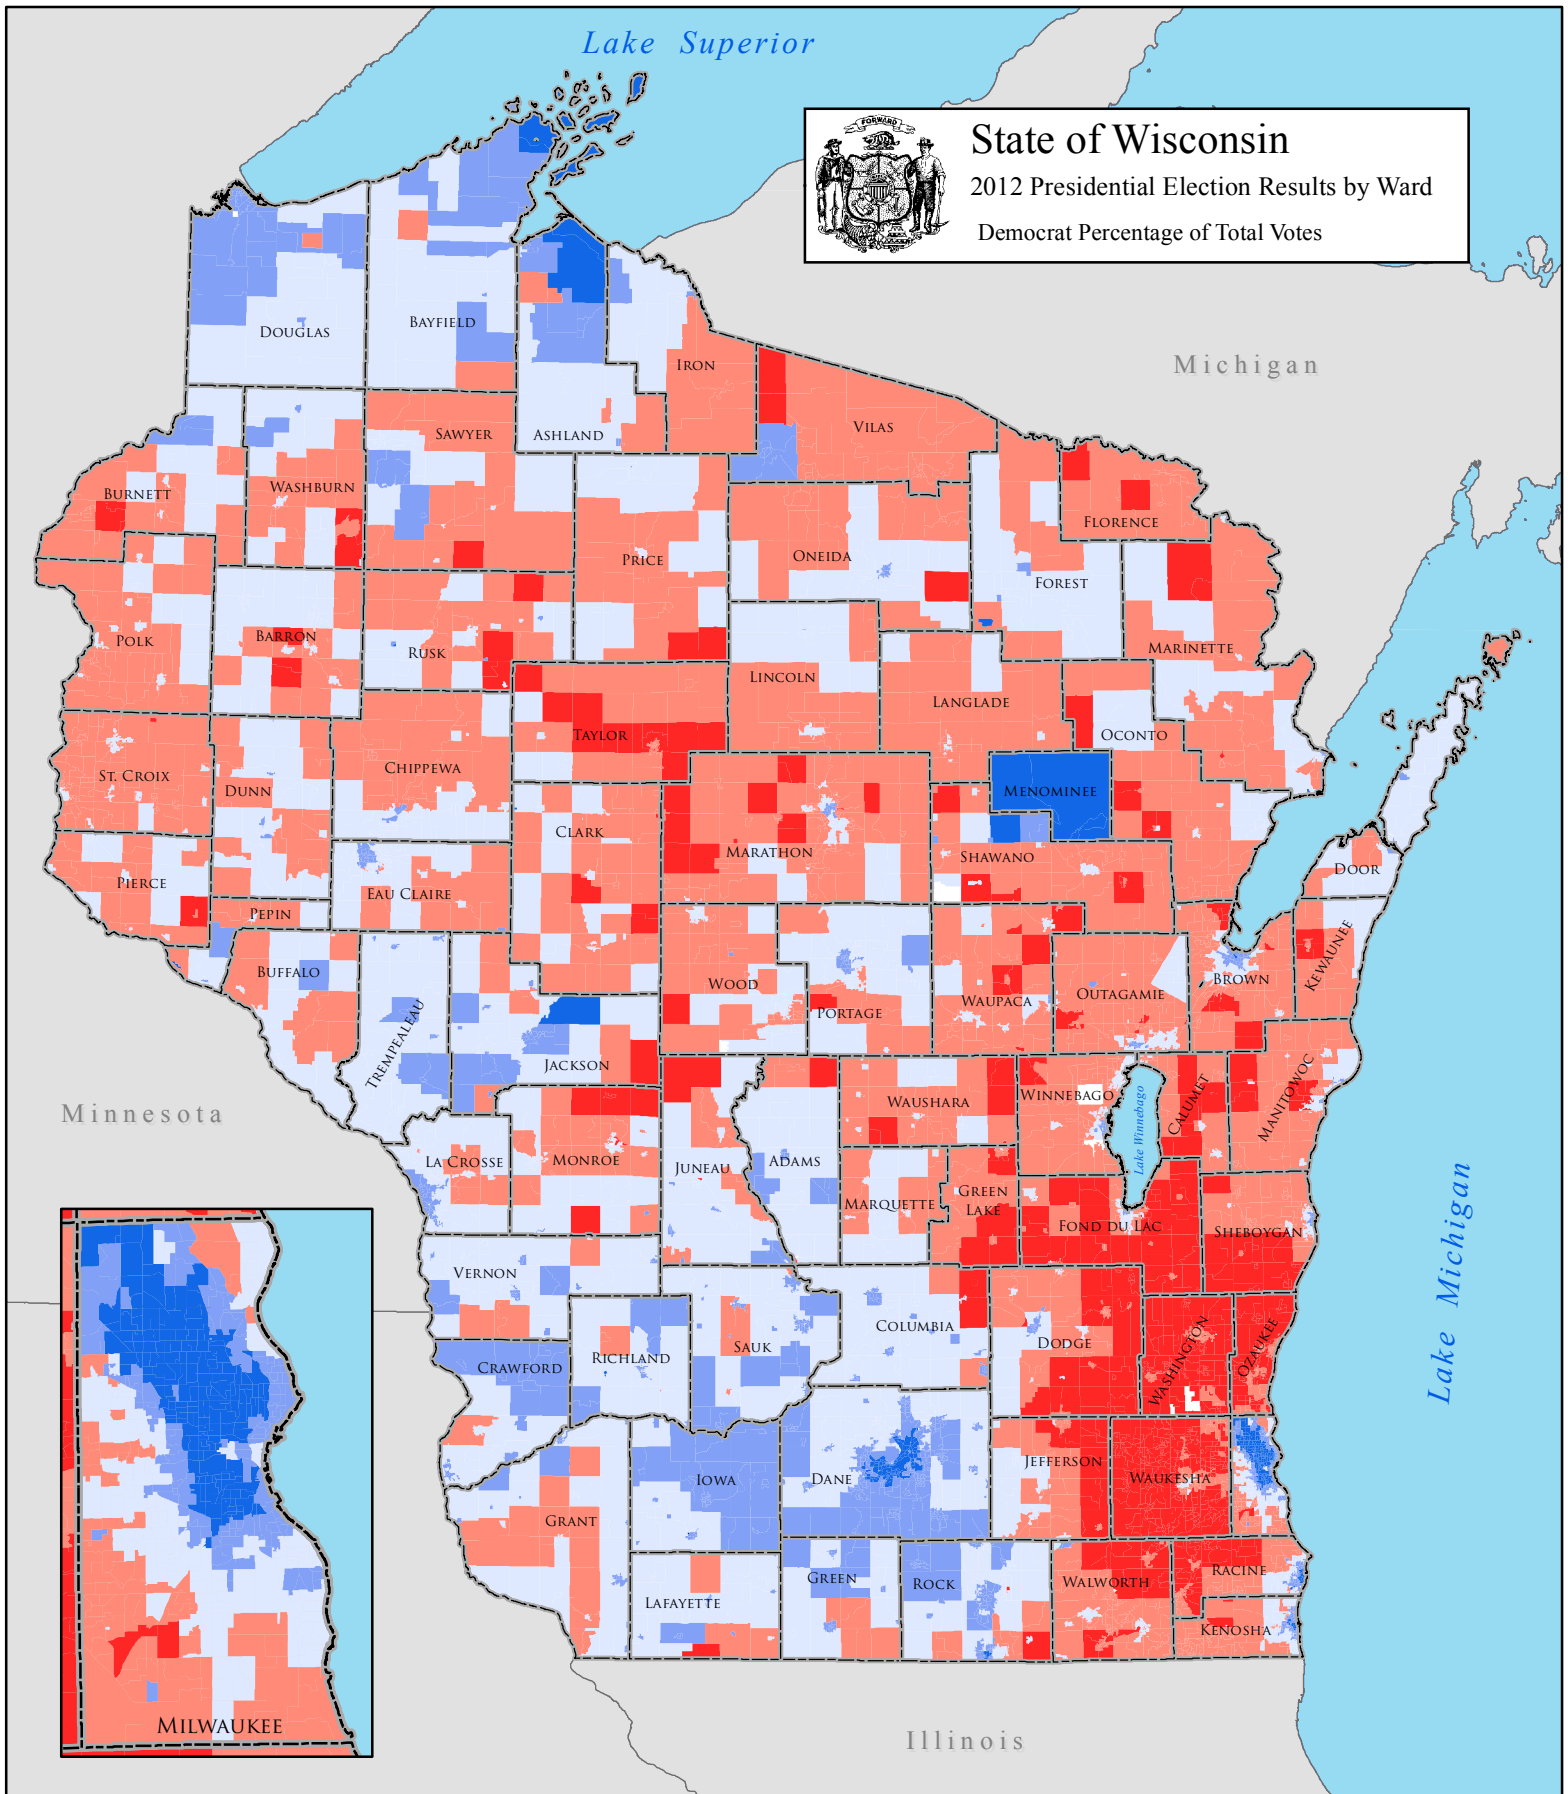 Lake Superior
FORWARD
State of Wisconsin
2012 Presidential Election Results by Ward
Democrat Percentage of Total Votes
Michigan
DOUGLAS
BAYFIELD
IRON
ASHLAND
SAWYER
VILAS
BURNETT
WASHBURN
FLORENCE
PRICE
ONEIDA
FOREST
POLK
BARRON
RUSK
MARINETTE
LINCOLN
LANGLADE
TAYLOR
OCONTO
ST. CROIX
DUNN
CHIPPEWA
MENOMINEE
CLARK
MARATHON
SHAWANO
DOOR
PIERCE
PEPIN
EAU CLAIRE
BUFFALO
WOOD
PORTAGE
WAUPACA
OUTAGAMIE
BROWN
KEWAUNEE
TREMPEALEAU
JACKSON
Minnesota
WAUSHARA
WINNEBAGO
Lake Winnebago
CALUMET
MANITOWOC
LA CROSSE
MONROE
JUNEAU
ADAMS
MARQUETTE
GREEN
LAKE
FOND DU LAC
SHEBOYGAN
Lake Michigan
VERNON
CRAWFORD
RICHLAND
SAUK
COLUMBIA
DODGE
WASHINGTON
OZAUKEE
IOWA
DANE
JEFFERSON
WAUKESHA
GRANT
LAFAYETTE
GREEN
ROCK
WALWORTH
RACINE
KENOSHA
MILWAUKEE
Illinois